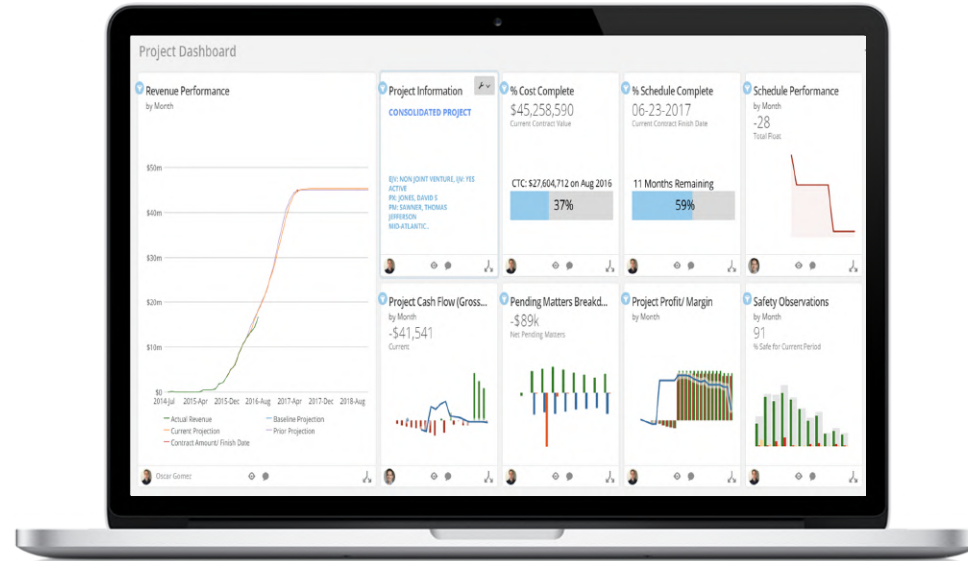 Project Dashboard
Revenue Performance
by Month
$50m
$40m
$30m
$20m
$10m
$0
2014-Jul 2015-Apr 2015-Dec 2016-Aug 2017-Apr 2017-Dec 2018-Aug
Actual Revenue
Baseline Projection
Current Projection
Prior Projection
Contract Amount/ Finish Date
Oscar Gomez
Project Information
CONSOLIDATED PROJECT
ACTIVE
PX: JONES, DAVID S
PM: SAWNER, THOMAS
JEFFERSON
MID-ATLANTIC..
% Cost Complete
$45,258,590
Current Contract Value
CTC: $27,604,712 on Aug 2016
37%
% Schedule Complete
06-23-2017
Current Contract Finish Date
11 Months Remaining
59%
Schedule Performance
by Month
-28
Total Float
Project Cash Flow (Gross...
by Month
-$41,541
Current
Pending Matters Breakd...
-$89k
Net Pending Matters
Project Profit/ Margin
by Month
Safety Observations
by Month
91
% Safe for Current Period